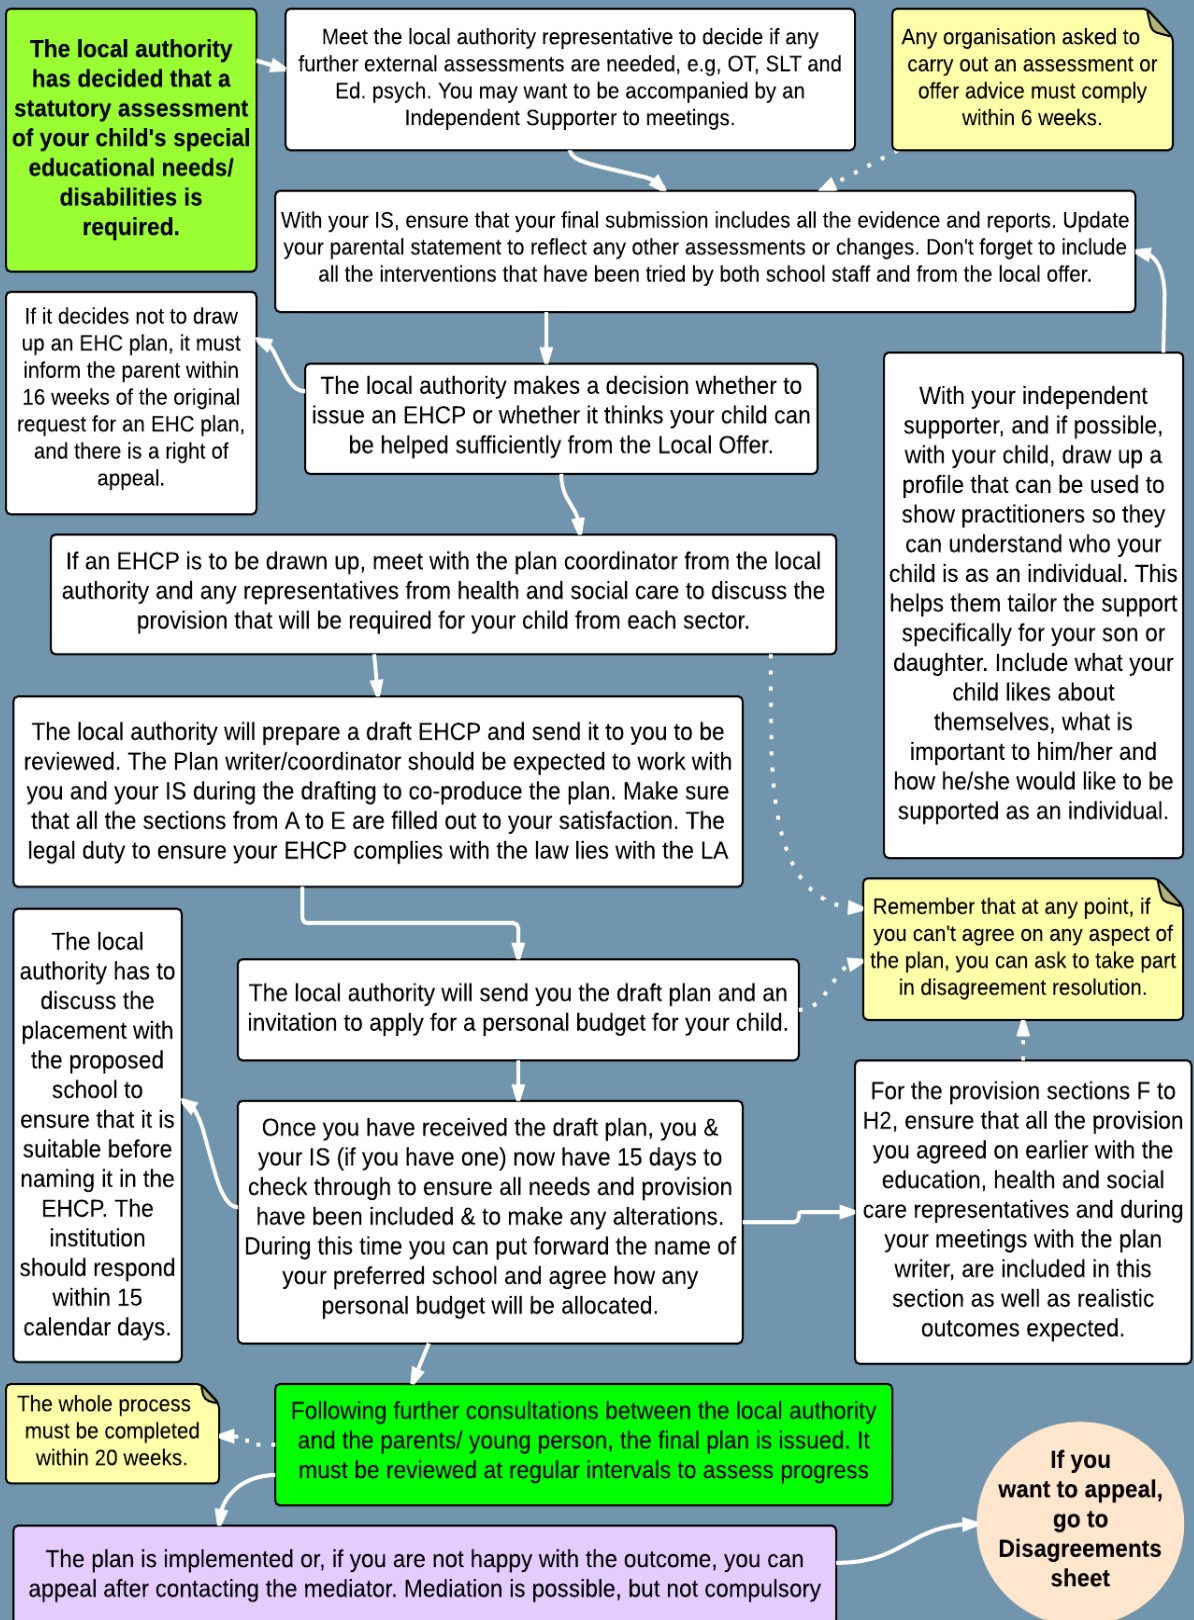 The local authority
has decided that a
statutory assessment
of your child's special
educational needs/
disabilities is
required.
Meet the local authority representative to decide if any
further external assessments are needed, e.g, OT, SLT and
Ed. psych. You may want to be accompanied by an
Independent Supporter to meetings.
Any organisation asked to
carry out an assessment or
offer advice must comply
within 6 weeks.
With your IS, ensure that your final submission includes all the evidence and reports. Update
your parental statement to reflect any other assessments or changes. Don't forget to include
all the interventions that have been tried by both school staff and from the local offer.
If it decides not to draw
up an EHC plan, it must
inform the parent within
16 weeks of the original
request for an EHC plan,
and there is a right of
appeal.
The local authority makes a decision whether to
issue an EHCP or whether it thinks your child can
be helped sufficiently from the Local Offer.
With your independent
supporter, and if possible,
with your child, draw up a
profile that can be used to
show practitioners so they
can understand who your
child is as an individual. This
helps them tailor the support
specifically for your son or
daughter. Include what your
child likes about
themselves, what is
important to him/her and
how he/she would like to be
supported as an individual.
If an EHCP is to be drawn up, meet with the plan coordinator from the local
authority and any representatives from health and social care to discuss the
provision that will be required for your child from each sector.
The local authority will prepare a draft EHCP and send it to you to be
reviewed. The Plan writer/coordinator should be expected to work with
you and your IS during the drafting to co-produce the plan. Make sure
that all the sections from A to E are filled out to your satisfaction. The
legal duty to ensure your EHCP complies with the law lies with the LA
Remember that at any point, if
you can't agree on any aspect of
the plan, you can ask to take part
in disagreement resolution.
The local
authority has to
discuss the
placement with
the proposed
school to
ensure that it is
suitable before
naming it in the
EHCP. The
institution
should respond
within 15
calendar days.
The local authority will send you the draft plan and an
invitation to apply for a personal budget for your child.
Once you have received the draft plan, you &
your IS (if you have one) now have 15 days to
check through to ensure all needs and provision
have been included & to make any alterations.
During this time you can put forward the name of
your preferred school and agree how any
personal budget will be allocated.
For the provision sections F to
H2, ensure that all the provision
you agreed on earlier with the
education, health and social
care representatives and during
your meetings with the plan
writer, are included in this
section as well as realistic
outcomes expected.
The whole process
must be completed
within 20 weeks.
Following further consultations between the local authority
and the parents/ young person, the final plan is issued. It
must be reviewed at regular intervals to assess progress
The plan is implemented or, if you are not happy with the outcome, you can
appeal after contacting the mediator. Mediation is possible, but not compulsory
If you
want to appeal,
go to
Disagreements
sheet